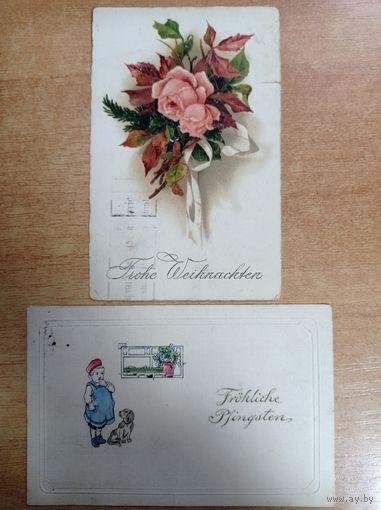 Frohe Weihnachten
Fröhliche
Pfingsten
www.ay.by